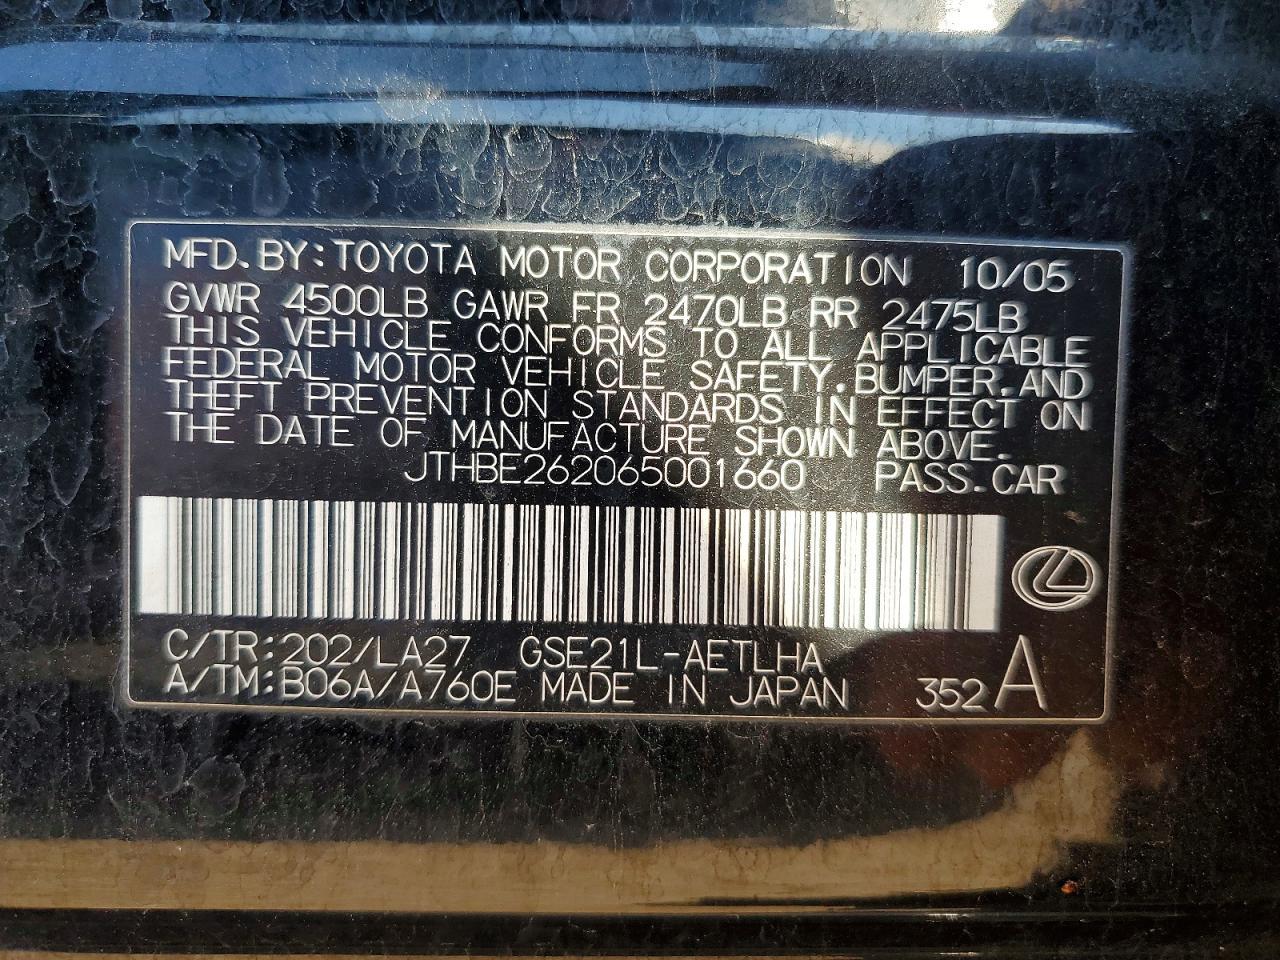 MFD. BY: TOYOTA MOTOR CORPORATION 10/05
GVWR 4500LB GAWR FR 2470LB RR 2475LB
THIS VEHICLE CONFORMS TO ALL APPLICABLE
FEDERAL MOTOR VEHICLE SAFETY. BUMPER. AND
THEFT PREVENTION STANDARDS IN EFFECT ON
THE DATE OF MANUFACTURE SHOWN ABOVE.
JTHBE262065001660 PASS. CAR
C/TR: 202/LA27 GSE21L-AETLHA
A/TM: B06A/A760E MADE IN JAPAN 352 A